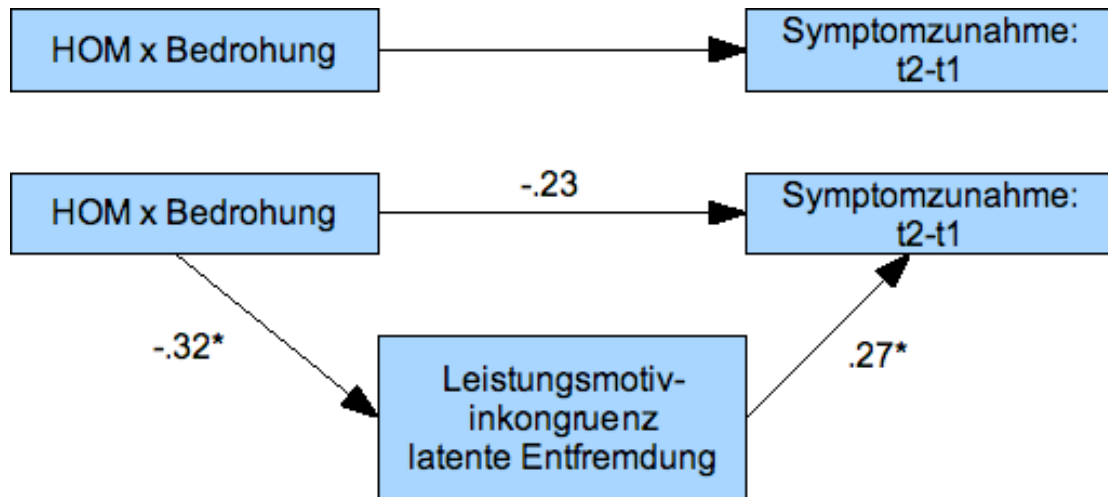 HOM x Bedrohung
Symptomzunahme:
t2-t1
-.23
HOM x Bedrohung
Symptomzunahme:
t2-t1
-.32*
.27*
Leistungsmotiv-
inkongruenz
latente Entfremdung